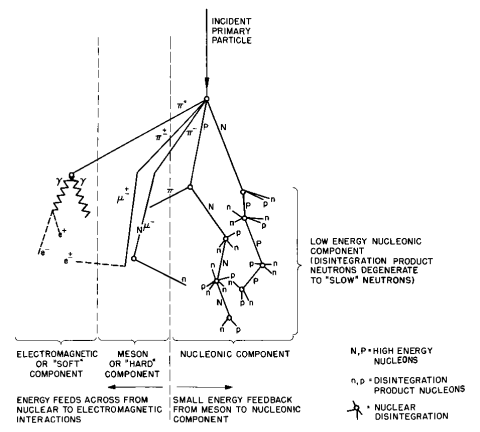 INCIDENT
PRIMARY
PARTICLE
π+
π±
π−
P
N
γ
γ
μ±
π
e+
e−
e±
μ−
N
n
N
n
p
n
p
n
p
n
n
P
N
p
n
n
p
n
p
n
p
n
p
n
N
n
p
LOW ENERGY NUCLEONIC
COMPONENT
(DISINTEGRATION PRODUCT
NEUTRONS DEGENERATE
TO "SLOW" NEUTRONS)
ELECTROMAGNETIC
OR "SOFT"
COMPONENT
MESON
OR "HARD"
COMPONENT
NUCLEONIC COMPONENT
ENERGY FEEDS ACROSS FROM
NUCLEAR TO ELECTROMAGNETIC
INTERACTIONS
SMALL ENERGY FEEDBACK
FROM MESON TO NUCLEONIC
COMPONENT
N,P = HIGH ENERGY
NUCLEONS
n,p = DISINTEGRATION
PRODUCT NUCLEONS
= NUCLEAR
DISINTEGRATION